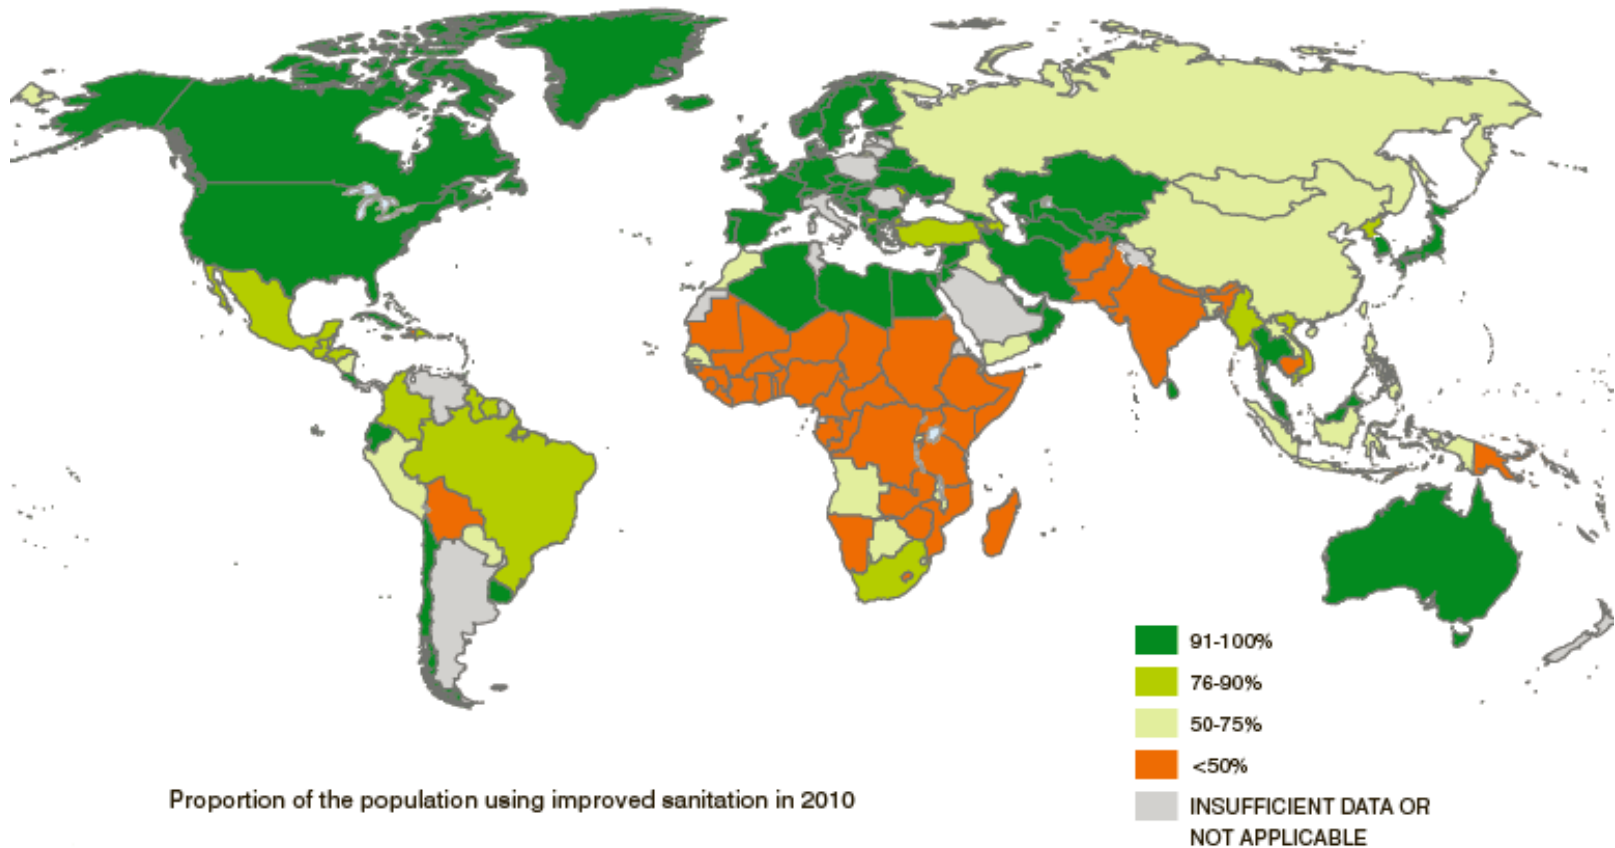 91-100%
76-90%
50-75%
<50%
INSUFFICIENT DATA OR
NOT APPLICABLE
Proportion of the population using improved sanitation in 2010